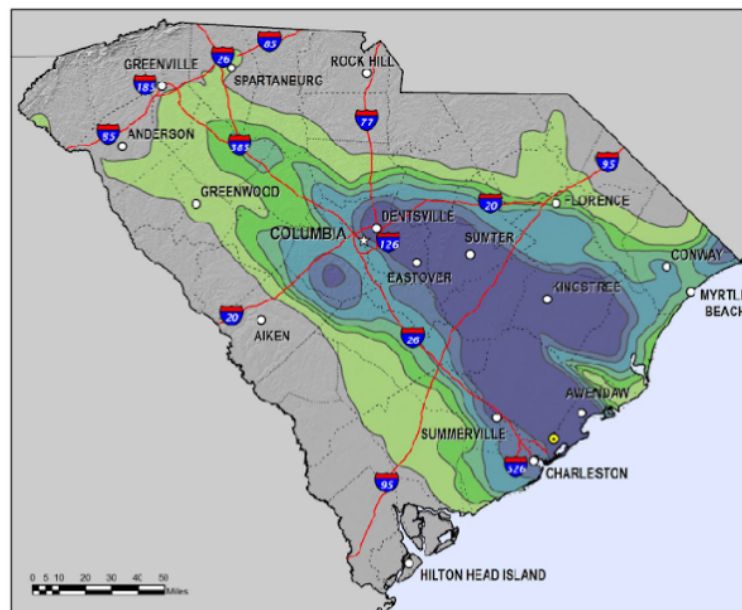 85
26
GREENVILLE
ROCK HILL
SPARTANBURG
185
77
85
ANDERSON
385
95
GREENWOOD
20
FLORENCE
DENTSVILLE
COLUMBIA
126
SUMTER
CONWAY
EASTOVER
KINGSTREE
MYRTLE
BEACH
20
AIKEN
26
AWENDAW
SUMMERVILLE
526
CHARLESTON
95
HILTON HEAD ISLAND
0 5 10 20 30 40 50
Miles